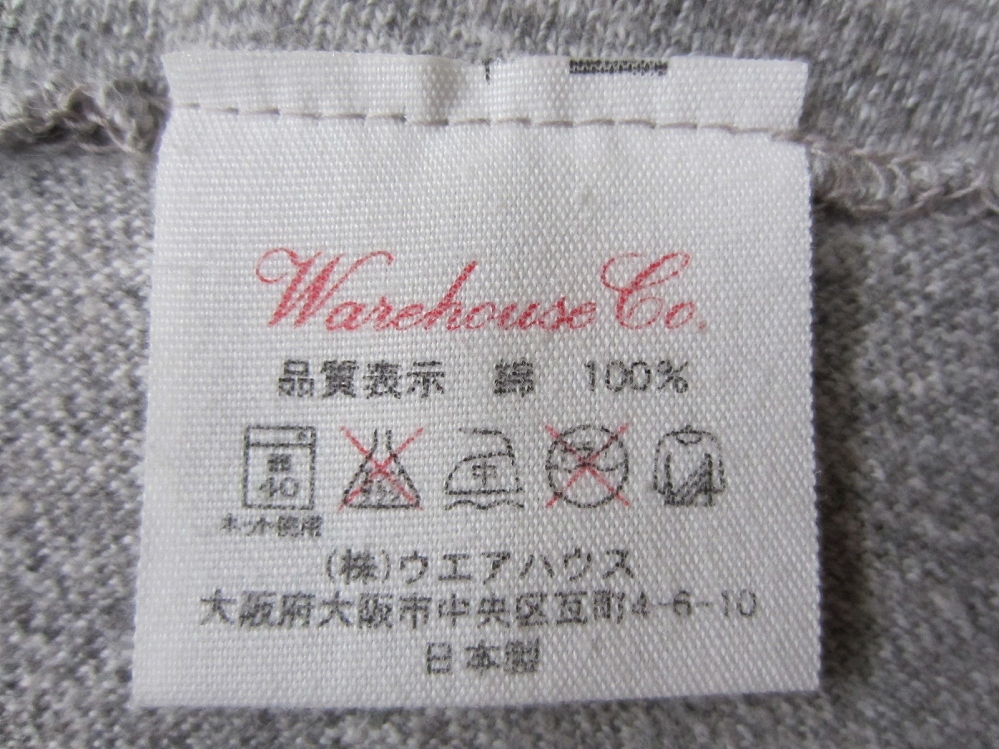 Warehouse Co.
品質表示 綿 100%
弱
40
中
ネット使用
(株)ウエアハウス
大阪府大阪市中央区瓦町4-6-10
日本製